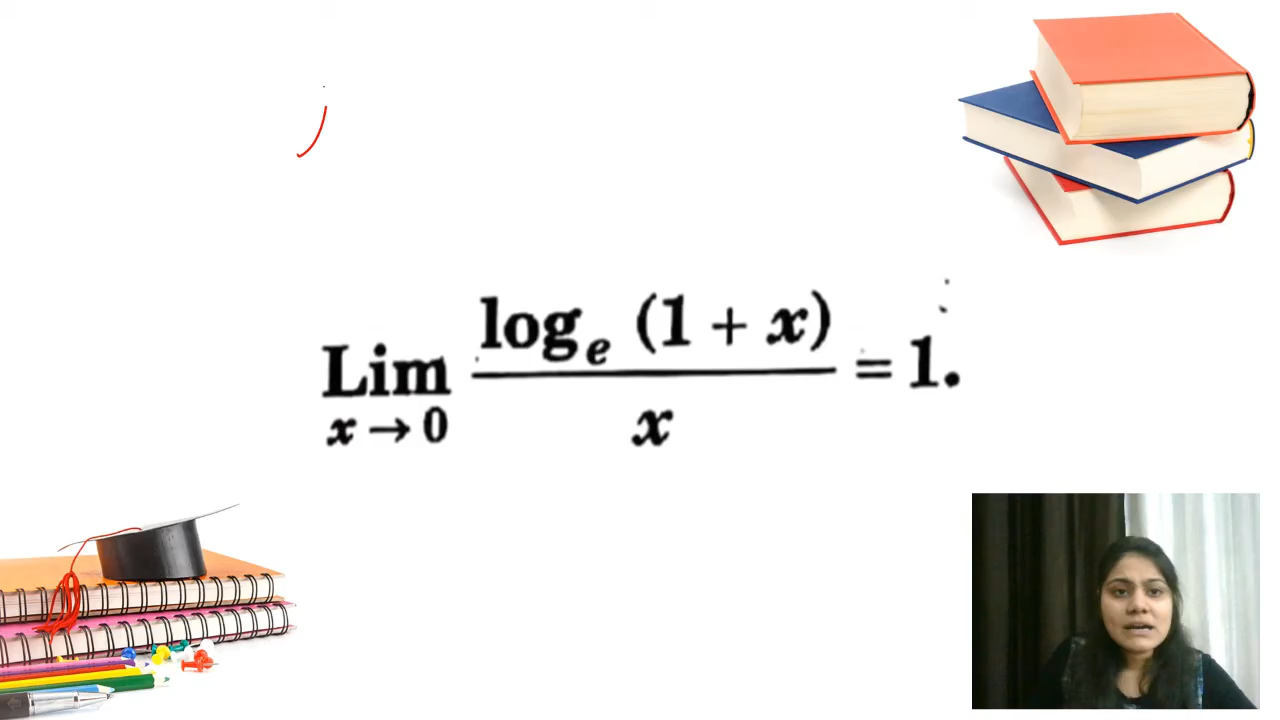 Lim log_e (1 + x) / x = 1.
x → 0